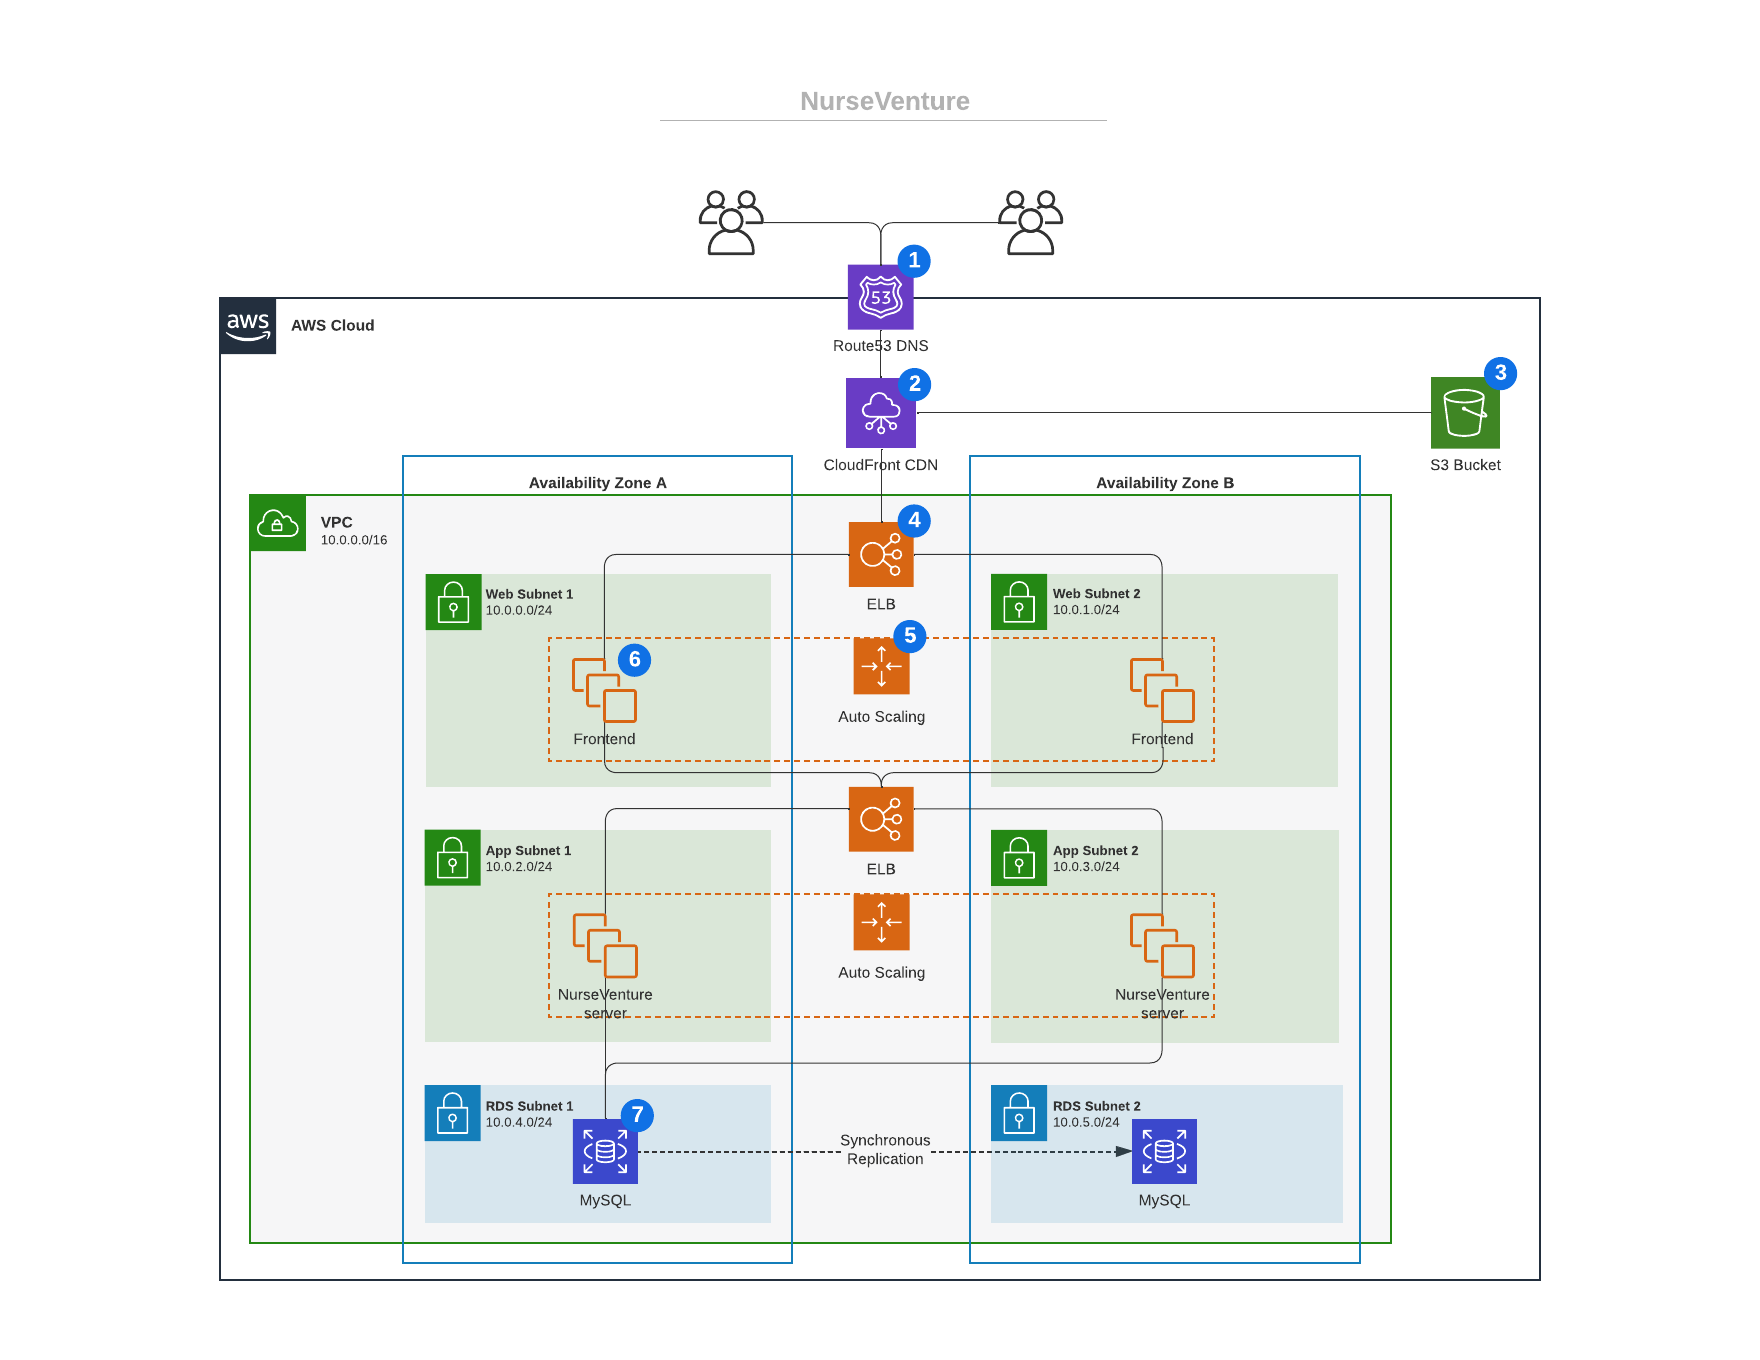 NurseVenture
1
53
aws
AWS Cloud
Route53 DNS
2
3
CloudFront CDN
S3 Bucket
Availability Zone A
Availability Zone B
VPC
10.0.0.0/16
4
ELB
Web Subnet 1
10.0.0.0/24
Web Subnet 2
10.0.1.0/24
5
6
Auto Scaling
Frontend
Frontend
ELB
App Subnet 1
10.0.2.0/24
App Subnet 2
10.0.3.0/24
Auto Scaling
NurseVenture
server
NurseVenture
server
RDS Subnet 1
10.0.4.0/24
7
RDS Subnet 2
10.0.5.0/24
Synchronous
Replication
MySQL
MySQL